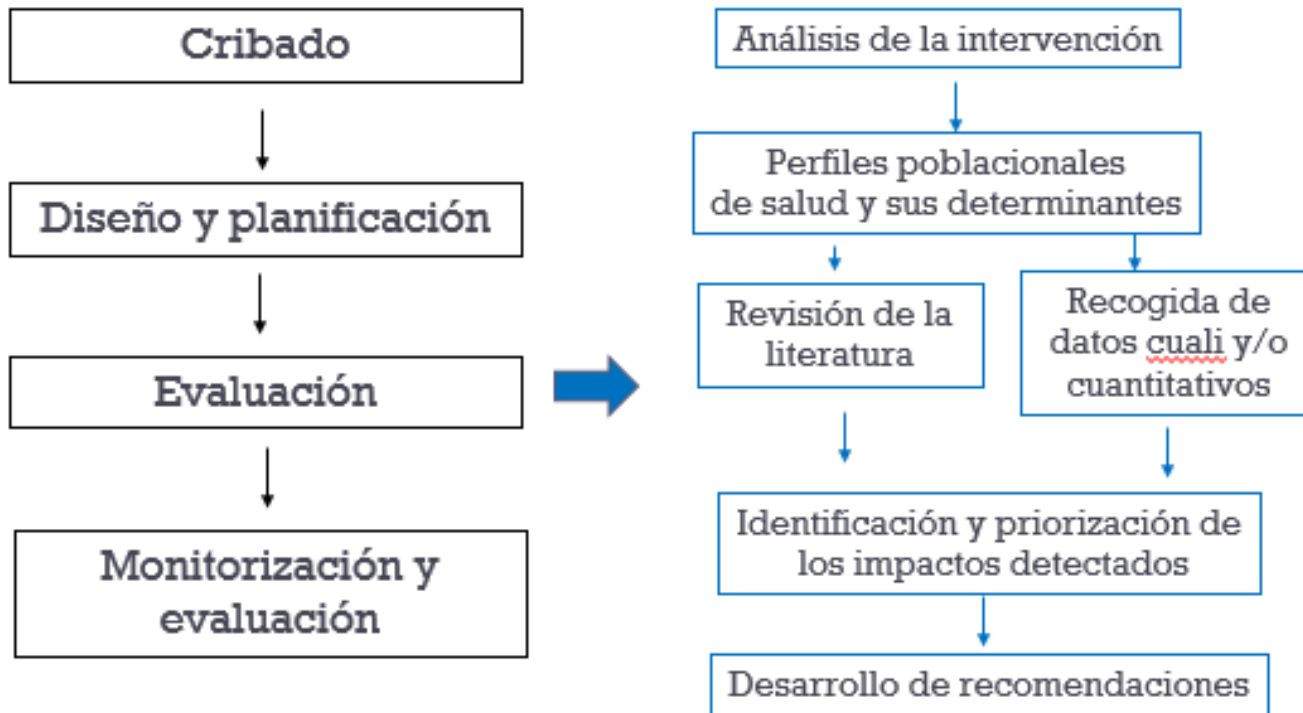 Cribado
Diseño y planificación
Evaluación
Monitorización y
evaluación
Análisis de la intervención
Perfiles poblacionales
de salud y sus determinantes
Revisión de la
literatura
Recogida de
datos cuali y/o
cuantitativos
Identificación y priorización de
los impactos detectados
Desarrollo de recomendaciones